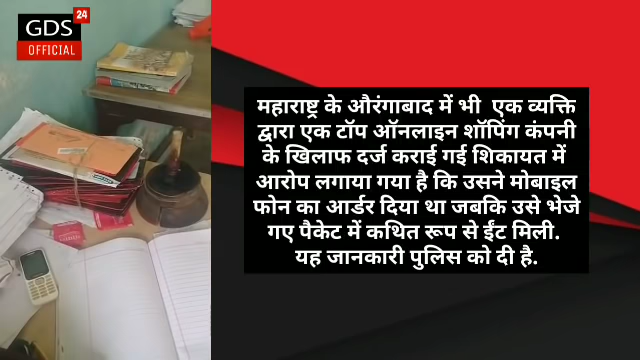 GDS 24
OFFICIAL
महाराष्ट्र के औरंगाबाद में भी एक व्यक्ति
द्वारा एक टॉप ऑनलाइन शॉपिंग कंपनी
के खिलाफ दर्ज कराई गई शिकायत में
आरोप लगाया गया है कि उसने मोबाइल
फोन का आर्डर दिया था जबकि उसे भेजे
गए पैकेट में कथित रूप से ईंट मिली.
यह जानकारी पुलिस को दी है.